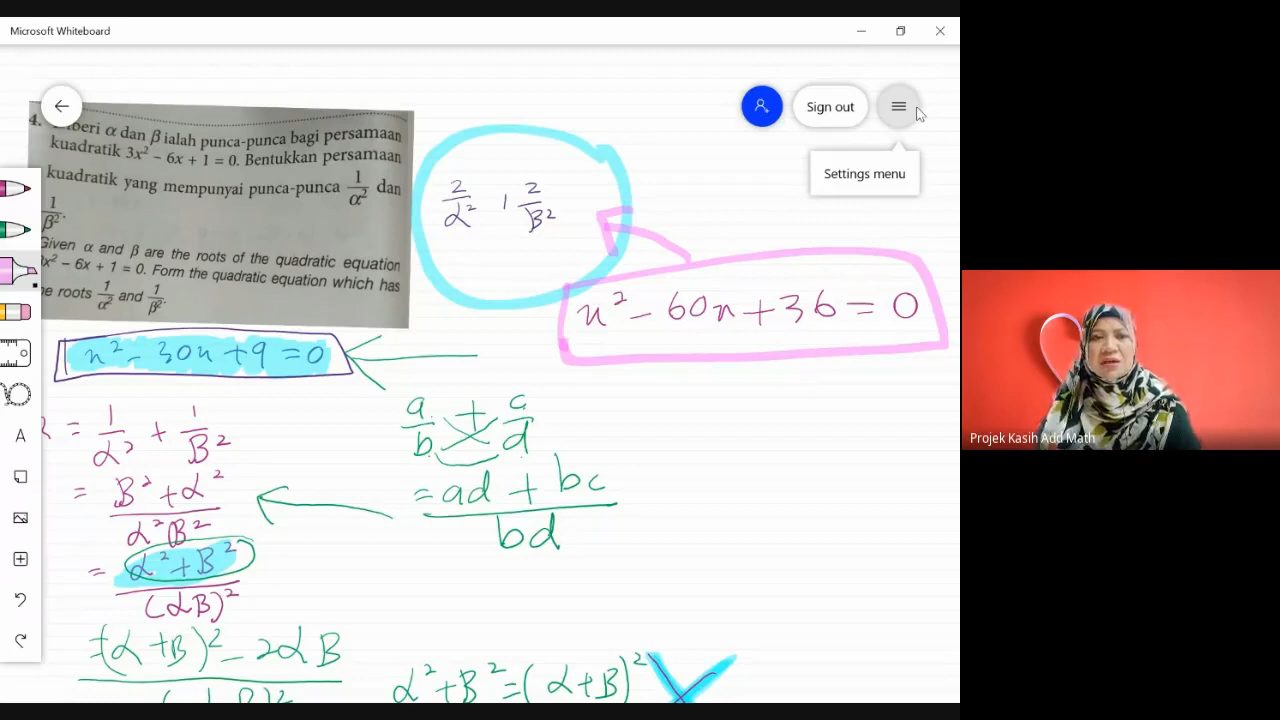 Microsoft Whiteboard
Sign out
Settings menu
4. beri α dan β ialah punca-punca bagi persamaan
kuadratik 3x² − 6x + 1 = 0. Bentukkan persamaan
kuadratik yang mempunyai punca-punca 1/α² dan
1/β².
Given α and β are the roots of the quadratic equation
x² − 6x + 1 = 0. Form the quadratic equation which has
e roots 1/α² and 1/β².
2/α² , 2/β²
x² − 60x + 36 = 0
x² − 30x + 9 = 0
= 1/α² + 1/β²
= β² + α² / α²β²
= α² + β² / (αβ)²
(α + β)² − 2αβ
a/b + c/d
= ad + bc / bd
α² + β² = (α + β)²
A
Projek Kasih Add Math